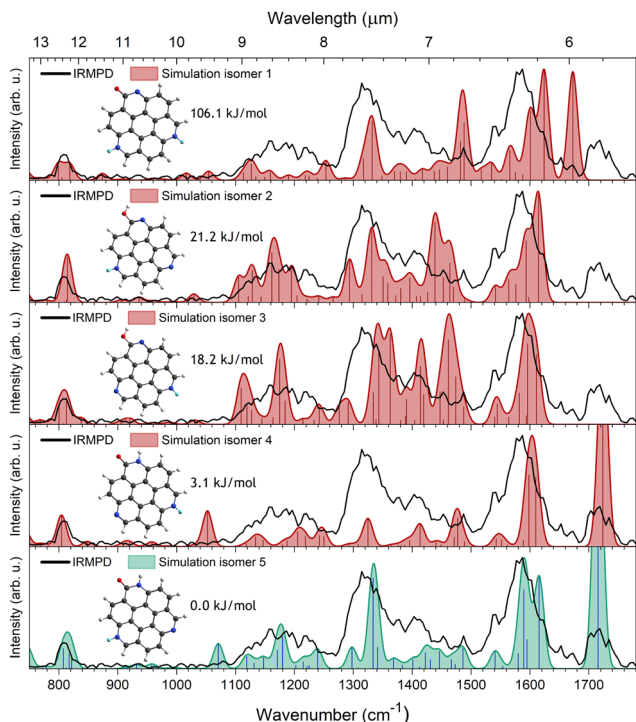 Wavelength (μm)
13 12 11 10 9 8 7 6
Intensity (arb. u.)
IRMPD Simulation isomer 1
106.1 kJ/mol
Intensity (arb. u.)
IRMPD Simulation isomer 2
21.2 kJ/mol
Intensity (arb. u.)
IRMPD Simulation isomer 3
18.2 kJ/mol
Intensity (arb. u.)
IRMPD Simulation isomer 4
3.1 kJ/mol
Intensity (arb. u.)
IRMPD Simulation isomer 5
0.0 kJ/mol
800 900 1000 1100 1200 1300 1400 1500 1600 1700
Wavenumber (cm⁻¹)